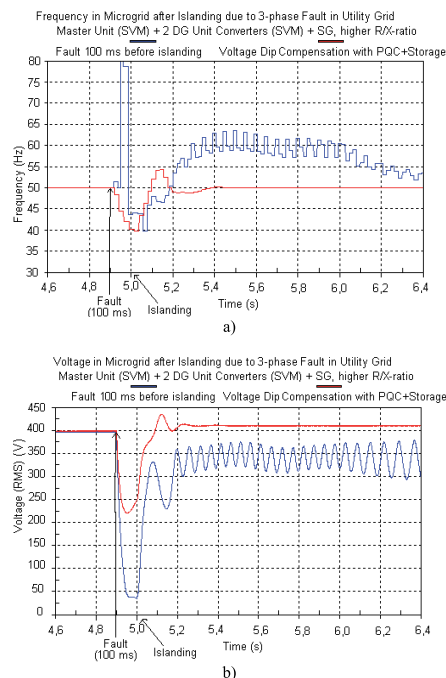 Frequency in Microgrid after Islanding due to 3-phase Fault in Utility Grid
Master Unit (SVM) + 2 DG Unit Converters (SVM) + SG, higher R/X-ratio
Fault 100 ms before islanding Voltage Dip Compensation with PQC+Storage
80
75
70
65
60
55
50
45
40
35
30
Frequency (Hz)
4,6 4,8 5,0 5,2 5,4 5,6 5,8 6,0 6,2 6,4
Time (s)
Fault
(100 ms)
Islanding
a)
Voltage in Microgrid after Islanding due to 3-phase Fault in Utility Grid
Master Unit (SVM) + 2 DG Unit Converters (SVM) + SG, higher R/X-ratio
Fault 100 ms before islanding Voltage Dip Compensation with PQC+Storage
450
400
350
300
250
200
150
100
50
0
Voltage (RMS) (V)
4,6 4,8 5,0 5,2 5,4 5,6 5,8 6,0 6,2 6,4
Time (s)
Fault
(100 ms)
Islanding
b)